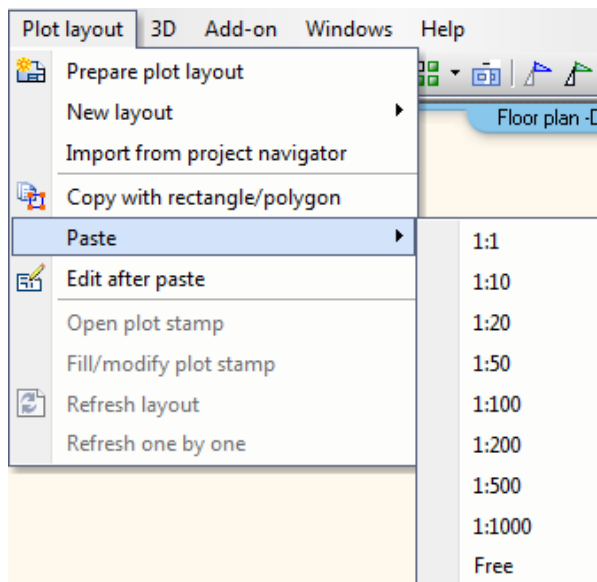 Plot layout 3D Add-on Windows Help
Prepare plot layout
New layout
Import from project navigator
Copy with rectangle/polygon
Paste
Edit after paste
Open plot stamp
Fill/modify plot stamp
Refresh layout
Refresh one by one
Floor plan -
1:1
1:10
1:20
1:50
1:100
1:200
1:500
1:1000
Free